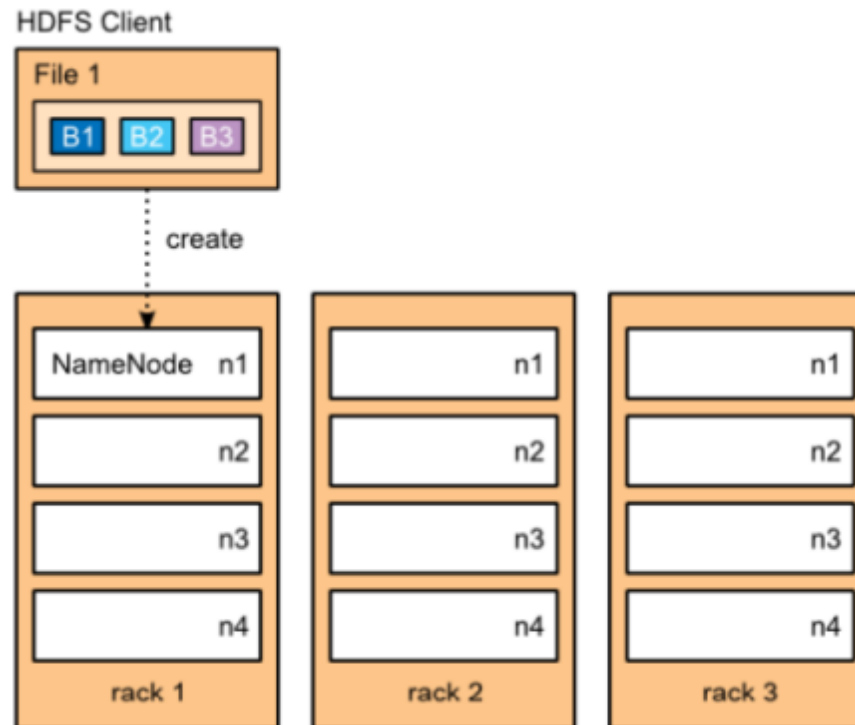 HDFS Client
File 1
B1 B2 B3
create
NameNode n1
n2
n3
n4
rack 1
n1
n2
n3
n4
rack 2
n1
n2
n3
n4
rack 3